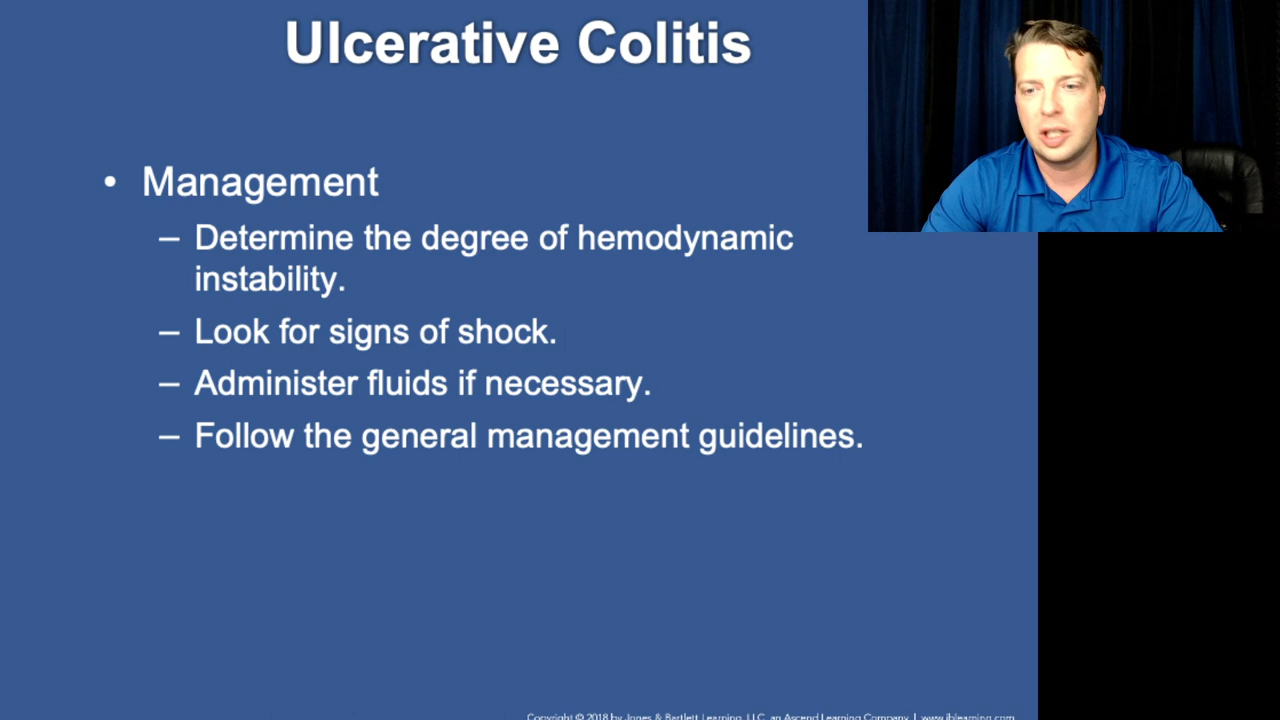 Ulcerative Colitis
• Management
– Determine the degree of hemodynamic
instability.
– Look for signs of shock.
– Administer fluids if necessary.
– Follow the general management guidelines.
Copyright © 2018 by Jones & Bartlett Learning, LLC, an Ascend Learning Company | www.jblearning.com